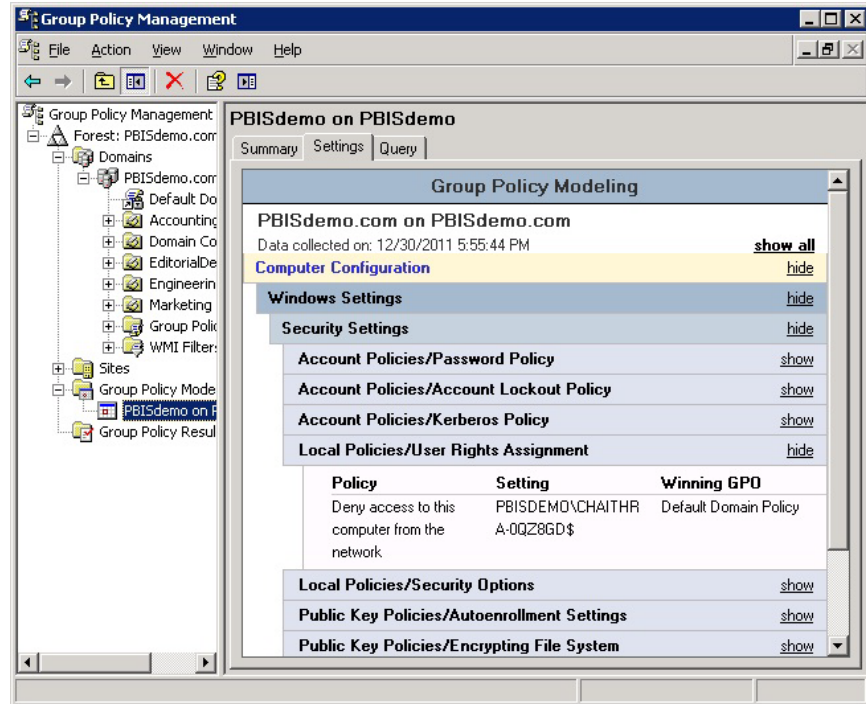 Group Policy Management
File Action View Window Help
Group Policy Management
Forest: PBISdemo.com
Domains
PBISdemo.com
Default Do
Accounting
Domain Co
EditorialDe
Engineerin
Marketing
Group Polic
WMI Filters
Sites
Group Policy Mode
PBISdemo on P
Group Policy Resul
PBISdemo on PBISdemo
Summary Settings Query
Group Policy Modeling
PBISdemo.com on PBISdemo.com
Data collected on: 12/30/2011 5:55:44 PM show all
Computer Configuration hide
Windows Settings hide
Security Settings hide
Account Policies/Password Policy show
Account Policies/Account Lockout Policy show
Account Policies/Kerberos Policy show
Local Policies/User Rights Assignment hide
Policy Setting Winning GPO
Deny access to this PBISDEMO\CHAITHR Default Domain Policy
computer from the A-0QZ8GD$
network
Local Policies/Security Options show
Public Key Policies/Autoenrollment Settings show
Public Key Policies/Encrypting File System show